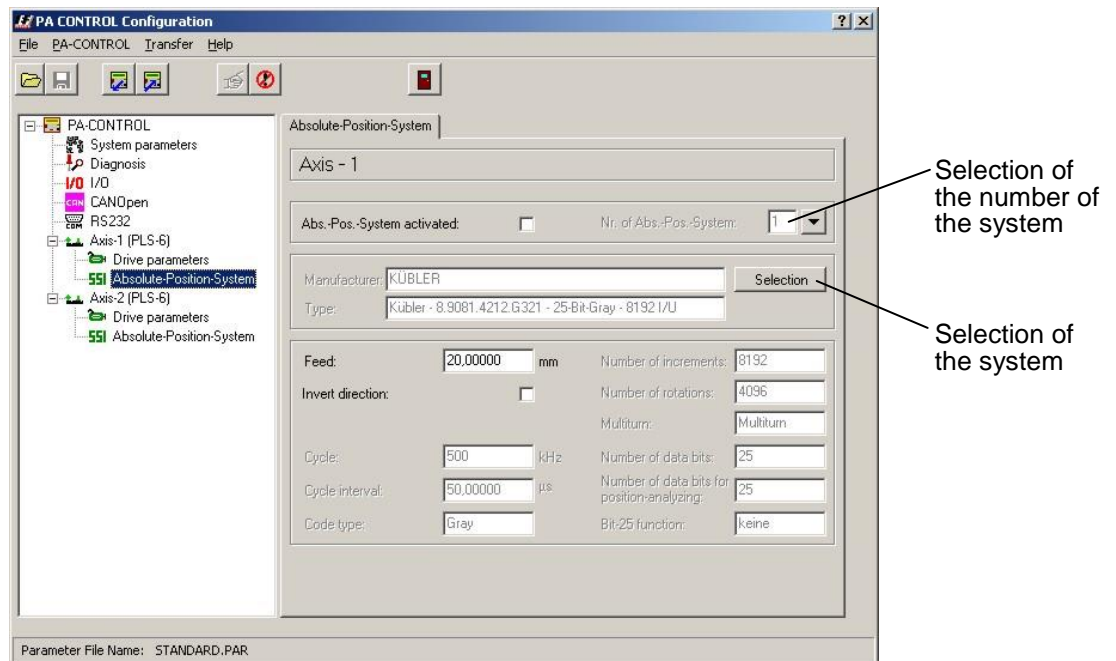 PA CONTROL Configuration
File PA-CONTROL Transfer Help
PA-CONTROL
System parameters
Diagnosis
I/O I/O
CAN CANOpen
COM RS232
Axis-1 (PLS-6)
Drive parameters
SSI Absolute-Position-System
Axis-2 (PLS-6)
Drive parameters
SSI Absolute-Position-System
Absolute-Position-System
Axis - 1
Abs.-Pos.-System activated: Nr. of Abs.-Pos.-System: 1
Manufacturer: KÜBLER Selection
Type: Kübler - 8.9081.4212.G321 - 25-Bit-Gray - 8192 I/U
Feed: 20,00000 mm Number of increments: 8192
Invert direction: Number of rotations: 4096
Multiturn: Multiturn
Cycle: 500 kHz Number of data bits: 25
Cycle interval: 50,00000 µs Number of data bits for
position-analyzing: 25
Code type: Gray Bit-25 function: keine
Parameter File Name: STANDARD.PAR
Selection of
the number of
the system
Selection of
the system